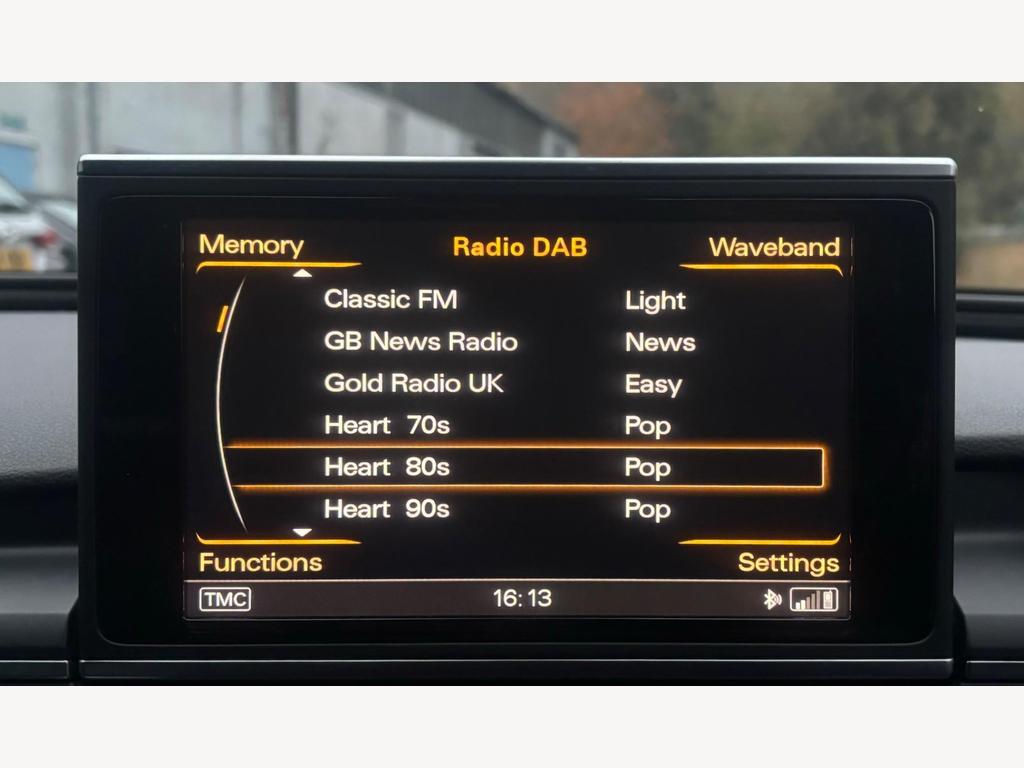 Memory Radio DAB Waveband
Classic FM Light
GB News Radio News
Gold Radio UK Easy
Heart 70s Pop
Heart 80s Pop
Heart 90s Pop
Functions Settings
TMC 16:13